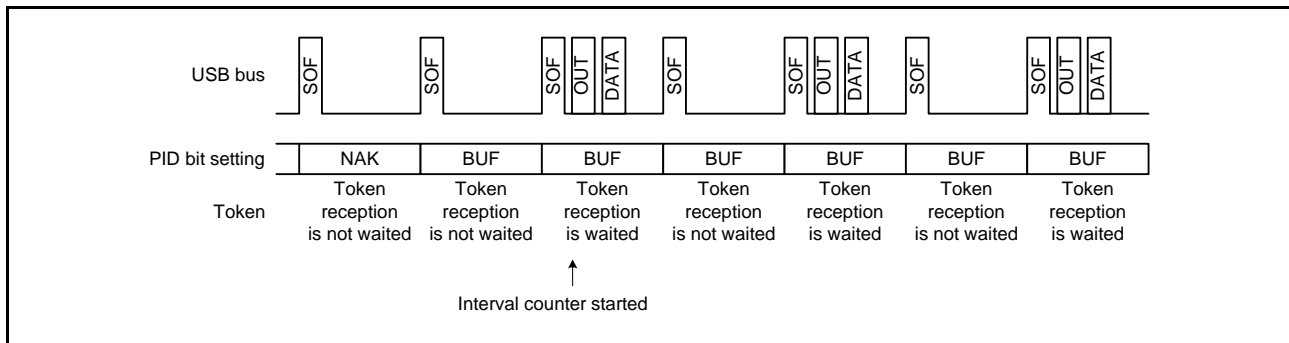 USB bus
SOF
SOF
SOF OUT DATA
SOF
SOF OUT DATA
SOF
SOF OUT DATA
PID bit setting
NAK BUF BUF BUF BUF BUF BUF
Token
Token Token Token Token Token Token Token
reception reception reception reception reception reception reception
is not waited is not waited is waited is not waited is waited is not waited is waited
Interval counter started